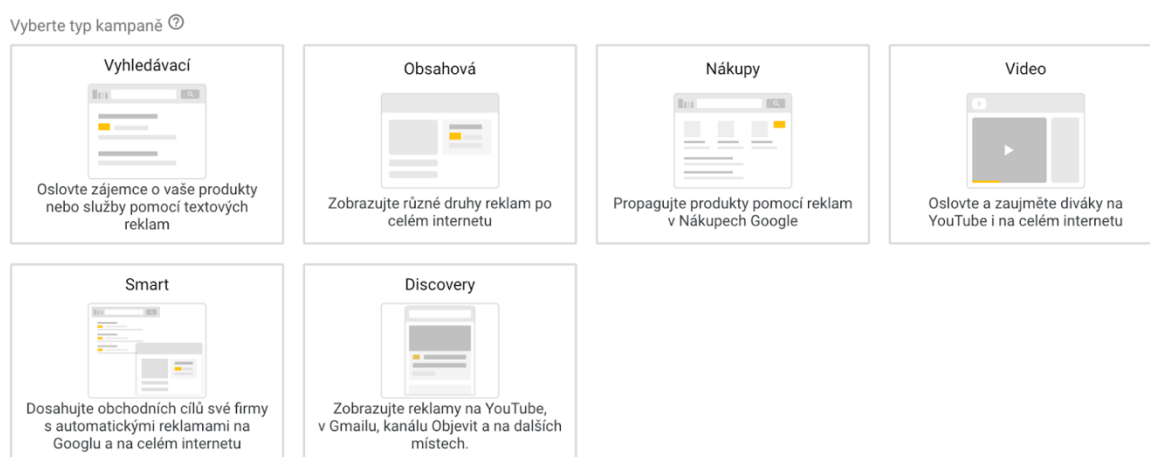 Vyberte typ kampaně ?
Vyhledávací
Oslovte zájemce o vaše produkty
nebo služby pomocí textových
reklam
Obsahová
Zobrazujte různé druhy reklam po
celém internetu
Nákupy
Propagujte produkty pomocí reklam
v Nákupech Google
Video
Oslovte a zaujměte diváky na
YouTube i na celém internetu
Smart
Dosahujte obchodních cílů své firmy
s automatickými reklamami na
Googlu a na celém internetu
Discovery
Zobrazujte reklamy na YouTube,
v Gmailu, kanálu Objevit a na dalších
místech.